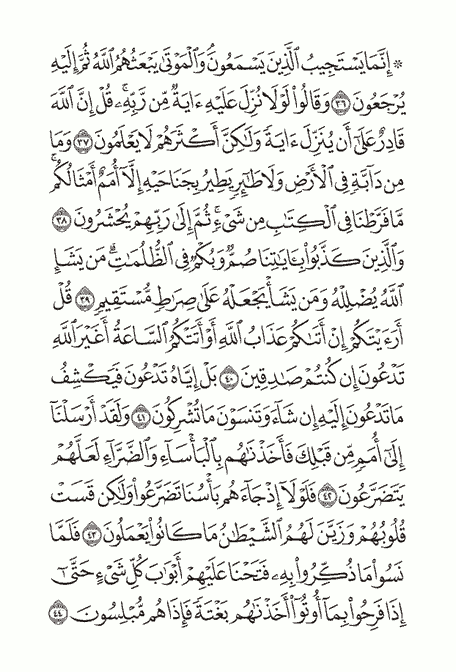 ۞ إِنَّمَا يَسْتَجِيبُ ٱلَّذِينَ يَسْمَعُونَۘ وَٱلْمَوْتَىٰ يَبْعَثُهُمُ ٱللَّهُ ثُمَّ إِلَيْهِ
يُرْجَعُونَ ٣٦ وَقَالُوا۟ لَوْلَا نُزِّلَ عَلَيْهِ ءَايَةٌ مِّن رَّبِّهِۦۚ قُلْ إِنَّ ٱللَّهَ
قَادِرٌ عَلَىٰٓ أَن يُنَزِّلَ ءَايَةً وَلَٰكِنَّ أَكْثَرَهُمْ لَا يَعْلَمُونَ ٣٧ وَمَا
مِن دَآبَّةٍ فِى ٱلْأَرْضِ وَلَا طَٰٓئِرٍ يَطِيرُ بِجَنَاحَيْهِ إِلَّآ أُمَمٌ أَمْثَالُكُمۚ
مَّا فَرَّطْنَا فِى ٱلْكِتَٰبِ مِن شَىْءٍۚ ثُمَّ إِلَىٰ رَبِّهِمْ يُحْشَرُونَ ٣٨
وَٱلَّذِينَ كَذَّبُوا۟ بِـَٔايَٰتِنَا صُمٌّ وَبُكْمٌ فِى ٱلظُّلُمَٰتِۗ مَن يَشَإِ
ٱللَّهُ يُضْلِلْهُ وَمَن يَشَأْ يَجْعَلْهُ عَلَىٰ صِرَٰطٍ مُّسْتَقِيمٍ ٣٩ قُلْ
أَرَءَيْتَكُمْ إِنْ أَتَىٰكُمْ عَذَابُ ٱللَّهِ أَوْ أَتَتْكُمُ ٱلسَّاعَةُ أَغَيْرَ ٱللَّهِ
تَدْعُونَ إِن كُنتُمْ صَٰدِقِينَ ٤٠ بَلْ إِيَّاهُ تَدْعُونَ فَيَكْشِفُ
مَا تَدْعُونَ إِلَيْهِ إِن شَآءَ وَتَنسَوْنَ مَا تُشْرِكُونَ ٤١ وَلَقَدْ أَرْسَلْنَآ
إِلَىٰٓ أُمَمٍ مِّن قَبْلِكَ فَأَخَذْنَٰهُم بِٱلْبَأْسَآءِ وَٱلضَّرَّآءِ لَعَلَّهُمْ
يَتَضَرَّعُونَ ٤٢ فَلَوْلَآ إِذْ جَآءَهُم بَأْسُنَا تَضَرَّعُوا۟ وَلَٰكِن قَسَتْ
قُلُوبُهُمْ وَزَيَّنَ لَهُمُ ٱلشَّيْطَٰنُ مَا كَانُوا۟ يَعْمَلُونَ ٤٣ فَلَمَّا
نَسُوا۟ مَا ذُكِّرُوا۟ بِهِۦ فَتَحْنَا عَلَيْهِمْ أَبْوَٰبَ كُلِّ شَىْءٍ حَتَّىٰٓ
إِذَا فَرِحُوا۟ بِمَآ أُوتُوٓا۟ أَخَذْنَٰهُم بَغْتَةً فَإِذَا هُم مُّبْلِسُونَ ٤٤